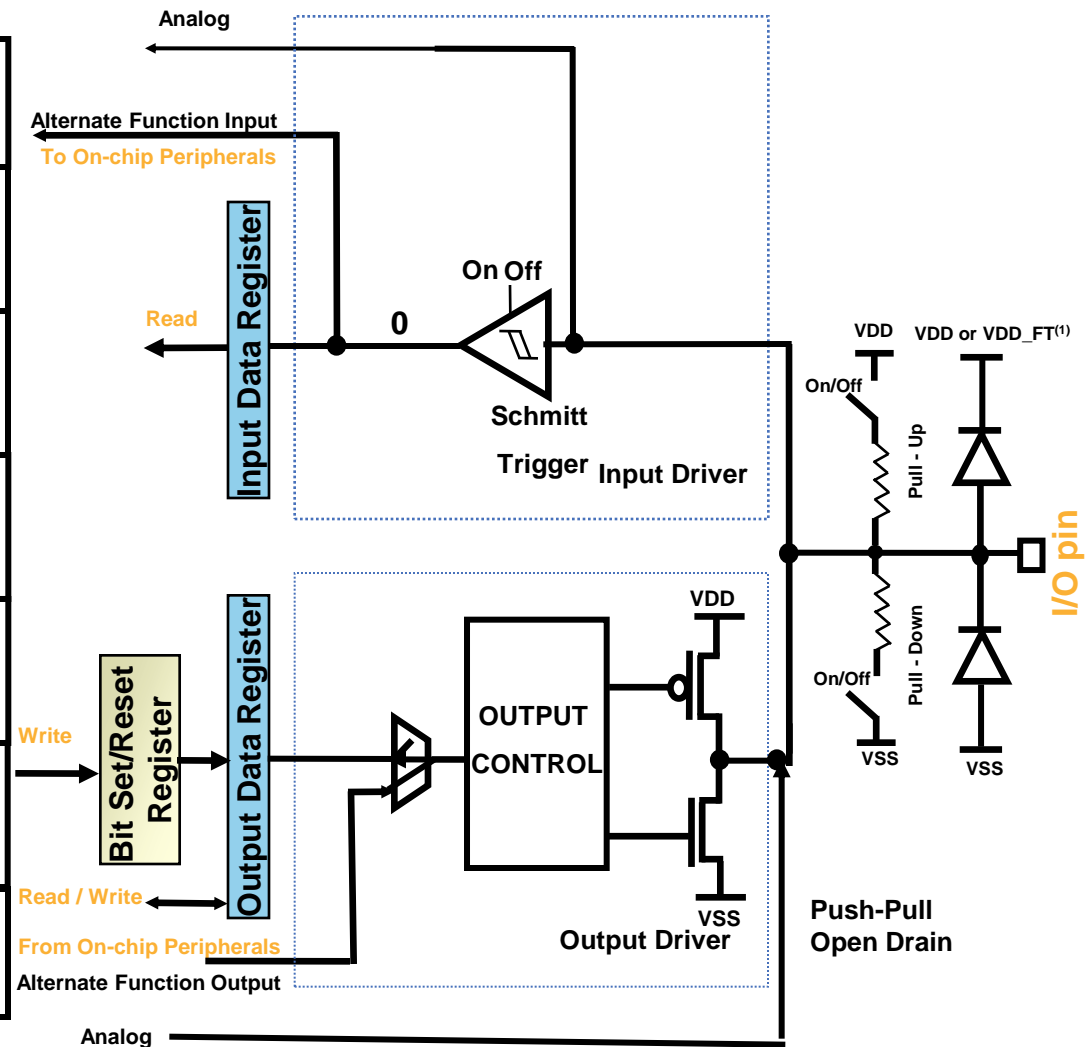 Analog
Alternate Function Input
To On-chip Peripherals
Input Data Register
Read
On Off
0
Schmitt
Trigger
Input Driver
VDD
VDD or VDD_FT(1)
On/Off
Pull - Up
I/O pin
Pull - Down
On/Off
VSS
VSS
Write
Bit Set/Reset
Register
Output Data Register
OUTPUT
CONTROL
VDD
VSS
Output Driver
Push-Pull
Open Drain
Read / Write
From On-chip Peripherals
Alternate Function Output
Analog